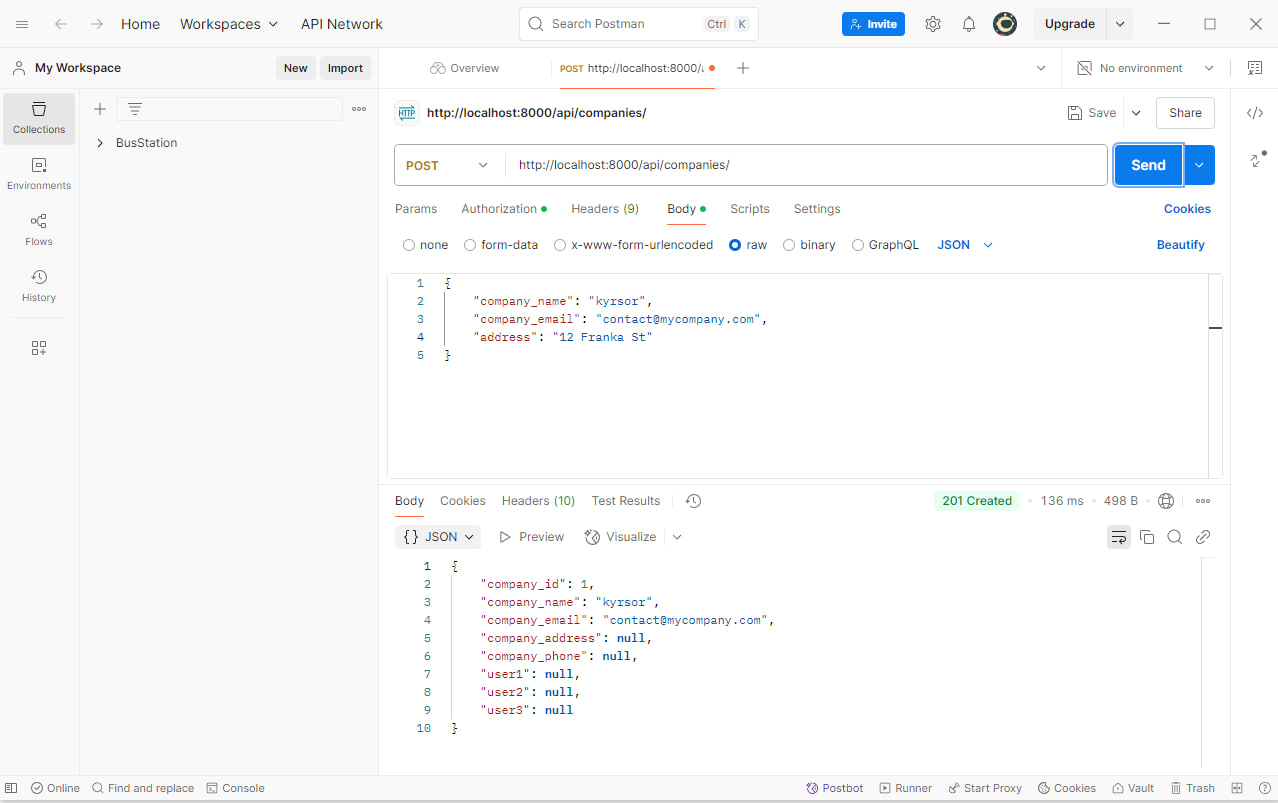 Home Workspaces API Network Search Postman Ctrl K Invite Upgrade
My Workspace New Import Overview POST http://localhost:8000/a No environment
Collections
BusStation
Environments
Flows
History
HTTP http://localhost:8000/api/companies/ Save Share
POST http://localhost:8000/api/companies/ Send
Params Authorization Headers (9) Body Scripts Settings Cookies
none form-data x-www-form-urlencoded raw binary GraphQL JSON Beautify
1 {
2 "company_name": "kyrsor",
3 "company_email": "contact@mycompany.com",
4 "address": "12 Franka St"
5 }
Body Cookies Headers (10) Test Results 201 Created • 136 ms • 498 B •
{} JSON Preview Visualize
1 {
2 "company_id": 1,
3 "company_name": "kyrsor",
4 "company_email": "contact@mycompany.com",
5 "company_address": null,
6 "company_phone": null,
7 "user1": null,
8 "user2": null,
9 "user3": null
10 }
Online Find and replace Console Postbot Runner Start Proxy Cookies Vault Trash